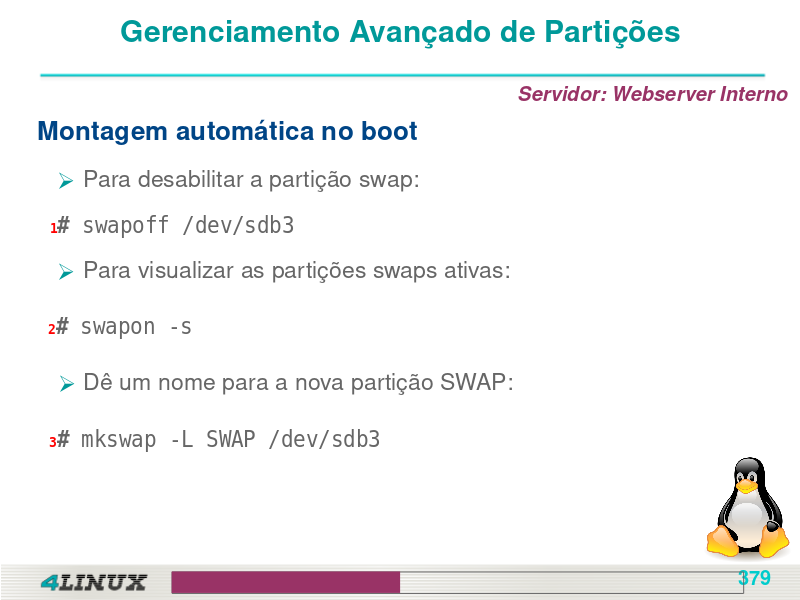 Gerenciamento Avançado de Partições
Servidor: Webserver Interno
Montagem automática no boot
Para desabilitar a partição swap:
1# swapoff /dev/sdb3
Para visualizar as partições swaps ativas:
2# swapon -s
Dê um nome para a nova partição SWAP:
3# mkswap -L SWAP /dev/sdb3
4LINUX
379